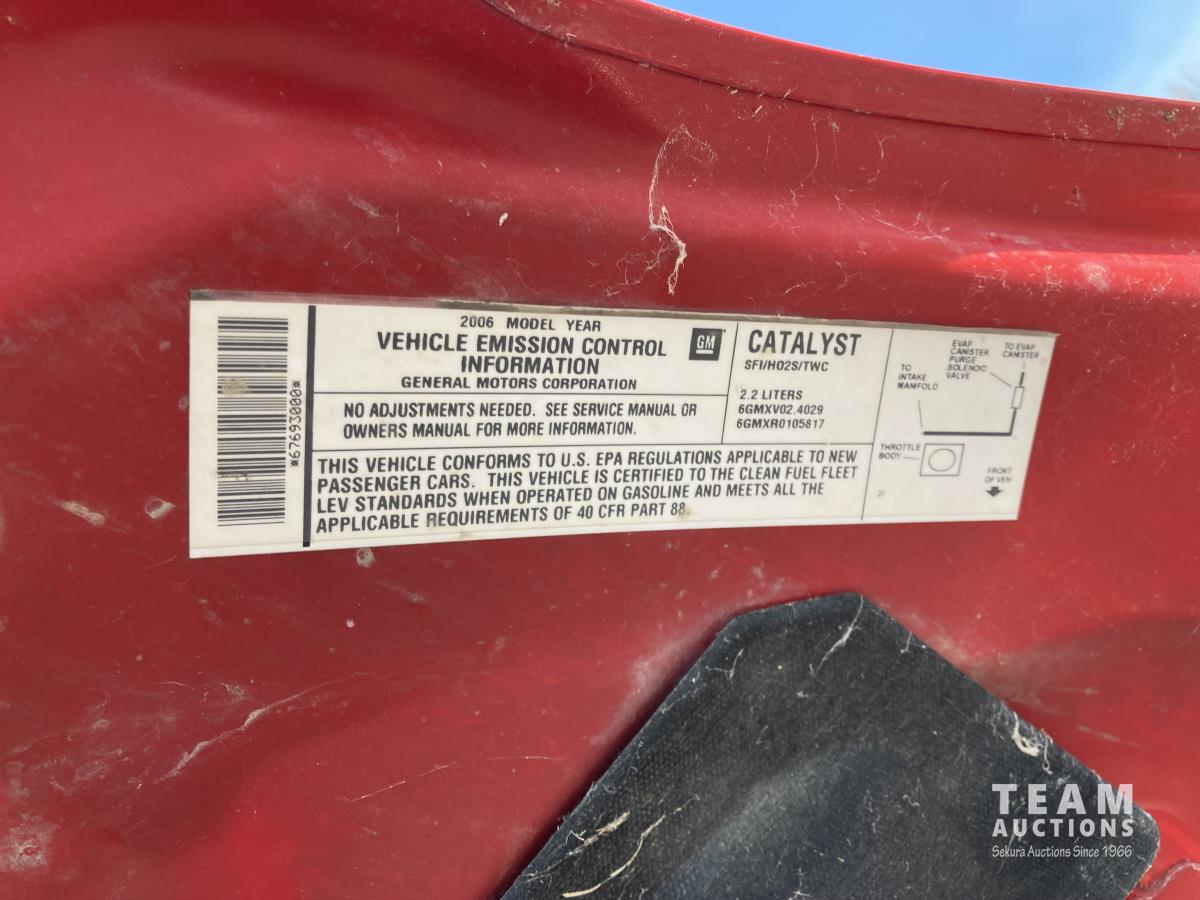 *67693000*
2006 MODEL YEAR
VEHICLE EMISSION CONTROL
INFORMATION
GENERAL MOTORS CORPORATION
GM
NO ADJUSTMENTS NEEDED. SEE SERVICE MANUAL OR
OWNERS MANUAL FOR MORE INFORMATION.
CATALYST
SFI/HO2S/TWC
2.2 LITERS
6GMXV02.4029
6GMXR0105817
THIS VEHICLE CONFORMS TO U.S. EPA REGULATIONS APPLICABLE TO NEW
PASSENGER CARS. THIS VEHICLE IS CERTIFIED TO THE CLEAN FUEL FLEET
LEV STANDARDS WHEN OPERATED ON GASOLINE AND MEETS ALL THE
APPLICABLE REQUIREMENTS OF 40 CFR PART 88.
TO
INTAKE
MANIFOLD
EVAP
CANISTER
PURGE
SOLENOID
VALVE
TO EVAP
CANISTER
THROTTLE
BODY
FRONT
OF VEH
27
TEAM
AUCTIONS
Sekura Auctions Since 1966